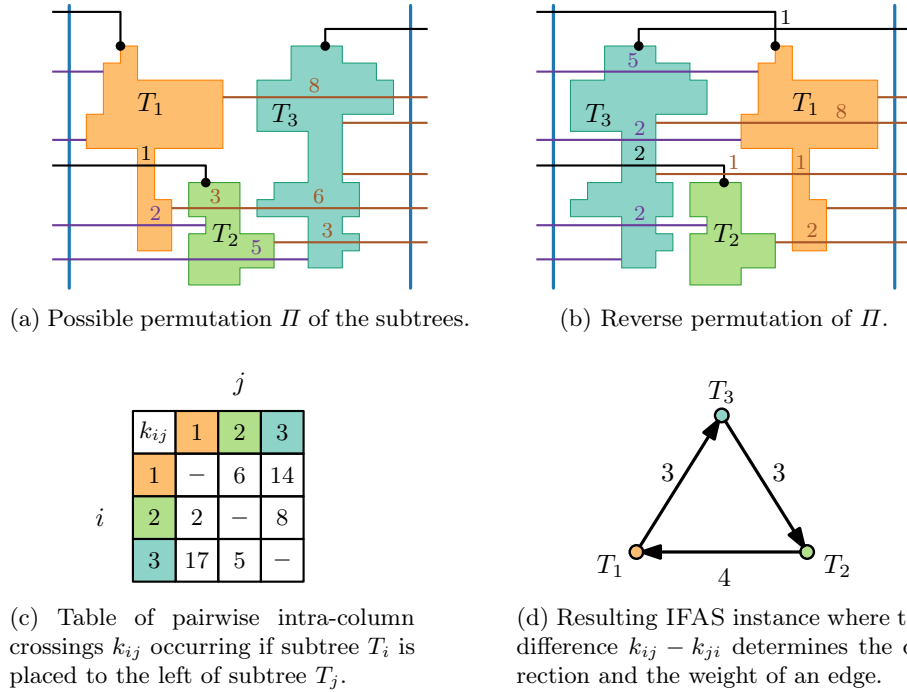 1
1
8
5
T1
T3
T3
T1
8
2
1
2
1
1
3
6
2
2
2
T2
3
T2
2
5
(a) Possible permutation Π of the subtrees.
(b) Reverse permutation of Π.
j
T3
kij 1 2 3
1 – 6 14
3 3
i 2 2 – 8
3 17 5 –
T1 T2
4
(c) Table of pairwise intra-column
crossings kij occurring if subtree Ti is
placed to the left of subtree Tj.
(d) Resulting IFAS instance where t
difference kij − kji determines the
rection and the weight of an edge.